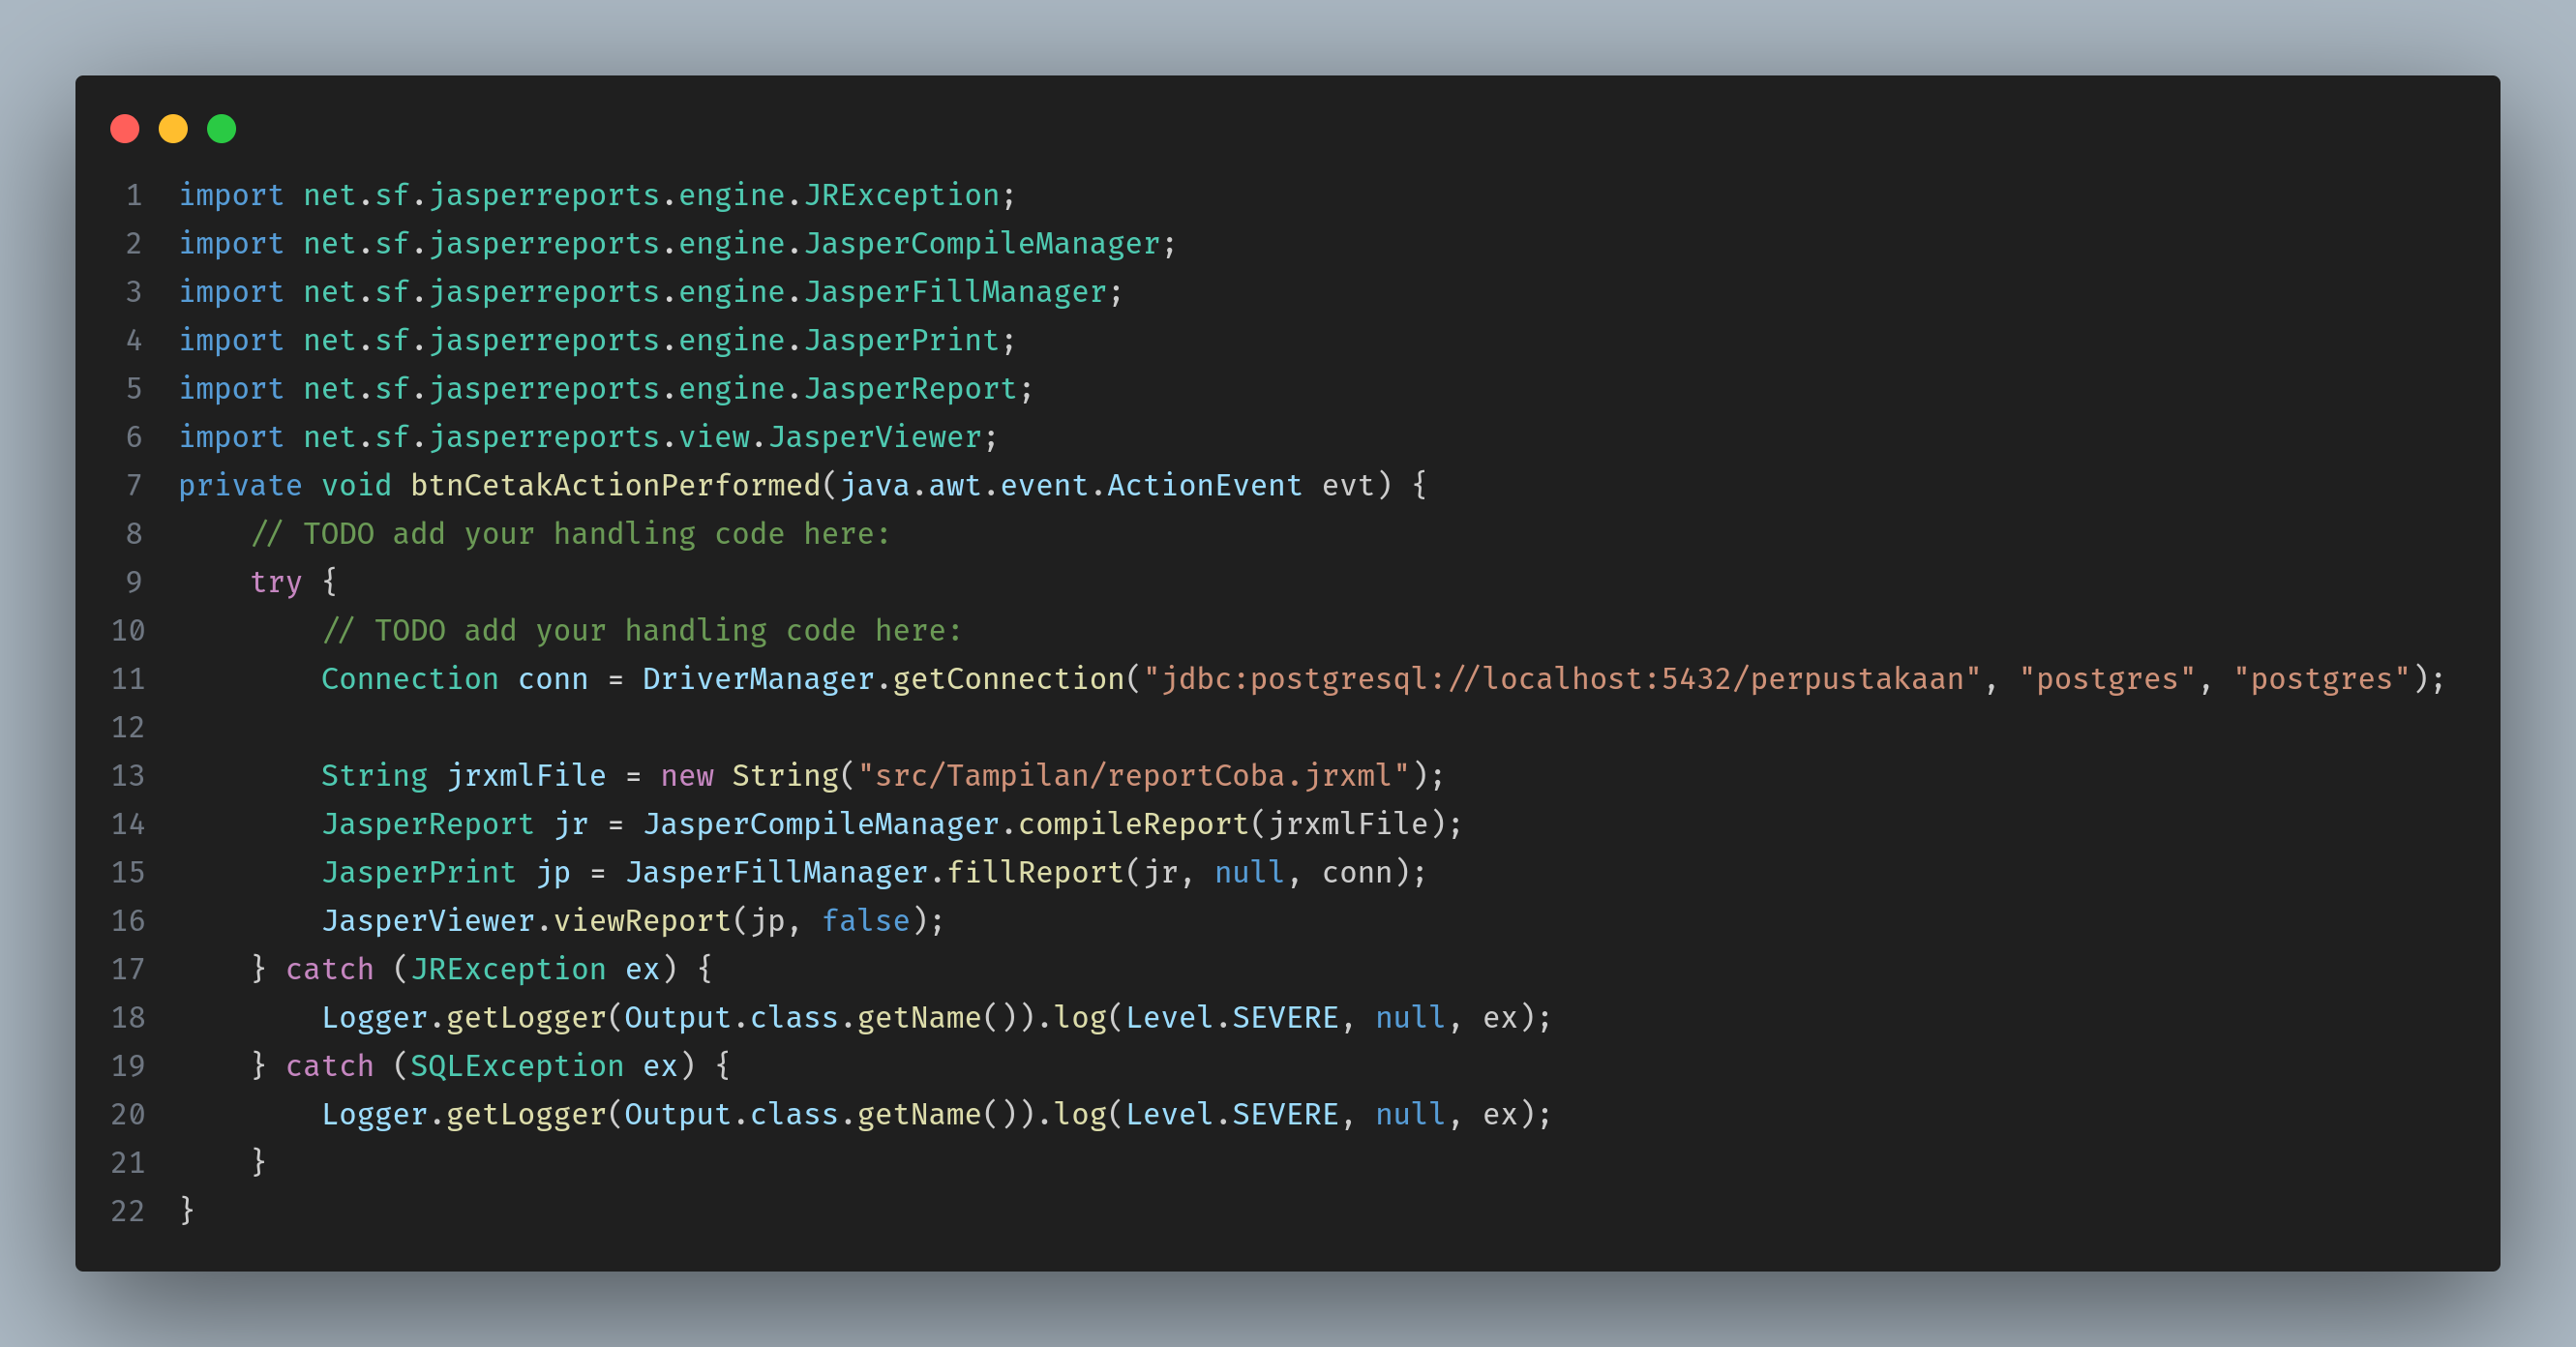 1 import net.sf.jasperreports.engine.JRException;
2 import net.sf.jasperreports.engine.JasperCompileManager;
3 import net.sf.jasperreports.engine.JasperFillManager;
4 import net.sf.jasperreports.engine.JasperPrint;
5 import net.sf.jasperreports.engine.JasperReport;
6 import net.sf.jasperreports.view.JasperViewer;
7 private void btnCetakActionPerformed(java.awt.event.ActionEvent evt) {
8     // TODO add your handling code here:
9     try {
10         // TODO add your handling code here:
11         Connection conn = DriverManager.getConnection("jdbc:postgresql://localhost:5432/perpustakaan", "postgres", "postgres");
12
13         String jrxmlFile = new String("src/Tampilan/reportCoba.jrxml");
14         JasperReport jr = JasperCompileManager.compileReport(jrxmlFile);
15         JasperPrint jp = JasperFillManager.fillReport(jr, null, conn);
16         JasperViewer.viewReport(jp, false);
17     } catch (JRException ex) {
18         Logger.getLogger(Output.class.getName()).log(Level.SEVERE, null, ex);
19     } catch (SQLException ex) {
20         Logger.getLogger(Output.class.getName()).log(Level.SEVERE, null, ex);
21     }
22 }